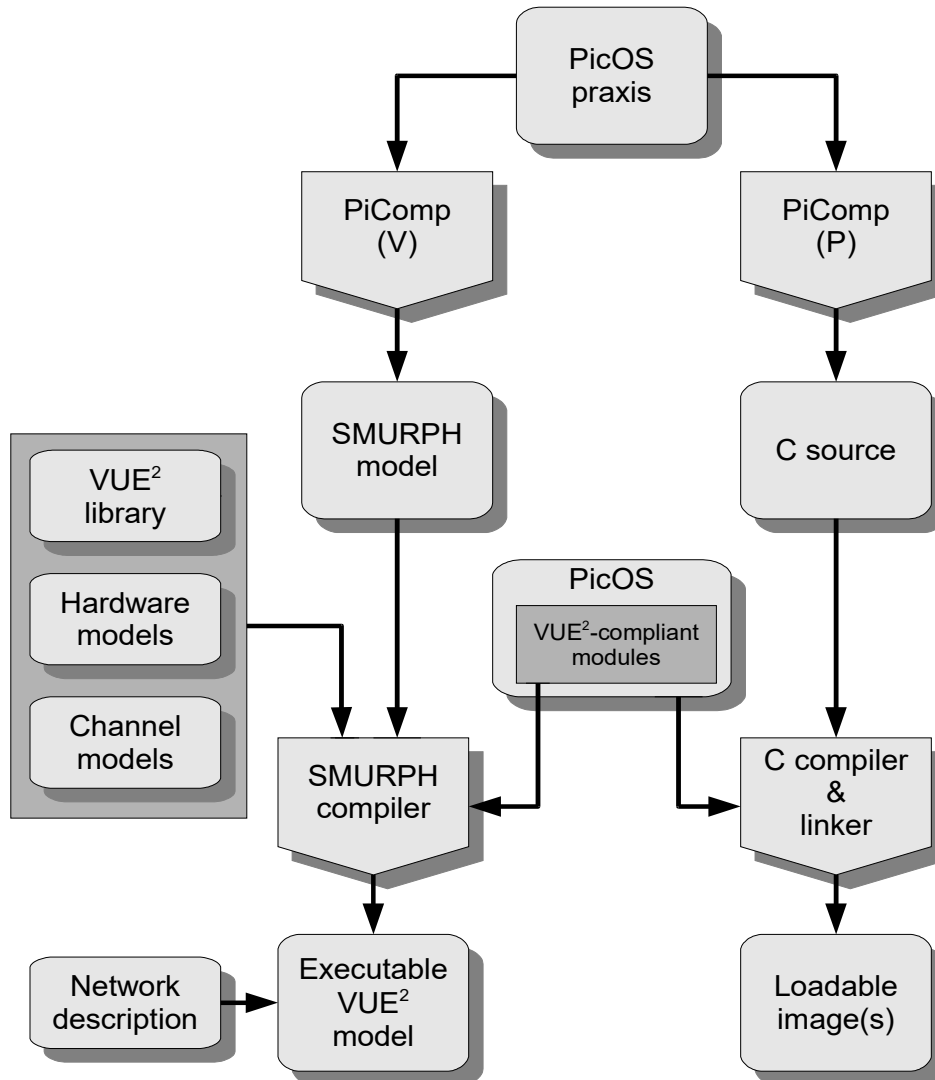 PicOS
praxis
PiComp
(V)
PiComp
(P)
SMURPH
model
C source
VUE²
library
Hardware
models
Channel
models
PicOS
VUE²-compliant
modules
SMURPH
compiler
C compiler
&
linker
Network
description
Executable
VUE²
model
Loadable
image(s)